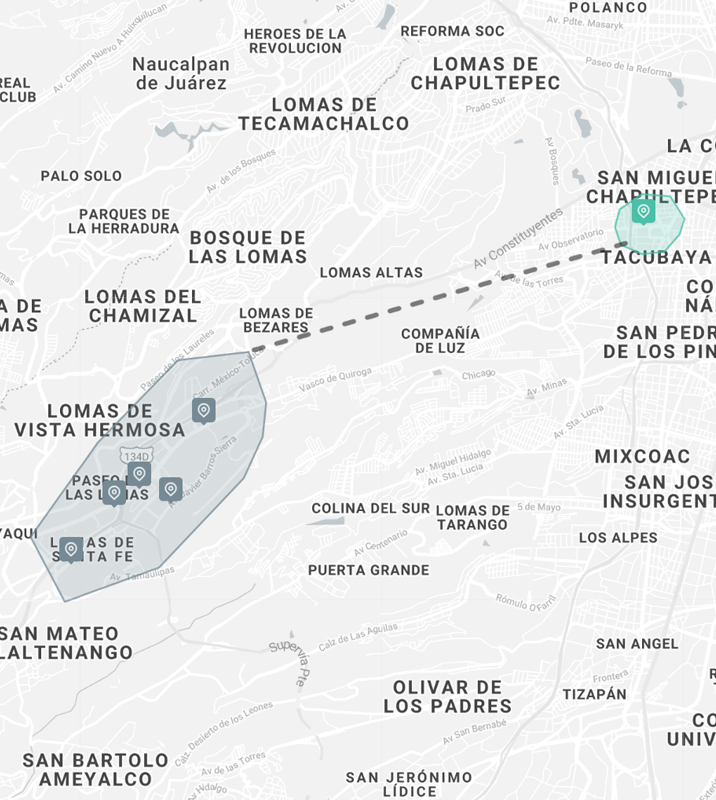 POLANCO
Av. Pdte. Masaryk
HEROES DE LA
REVOLUCION
REFORMA SOC
Av. Camino Nuevo A Huixquilucan
Naucalpan
de Juárez
Paseo de la Reforma
LOMAS DE
CHAPULTEPEC
REAL
CLUB
LOMAS DE
TECAMACHALCO
Prado Sur
Av. Bosques
LA CO
Av. de los Bosques
PALO SOLO
SAN MIGUEL
CHAPULTEPE
PARQUES DE
LA HERRADURA
BOSQUE DE
LAS LOMAS
Av Constituyentes
Av. Observatorio
TACUBAYA
LOMAS ALTAS
Av. de las Torres
CO
NÁ
A DE
MAS
LOMAS DEL
CHAMIZAL
LOMAS DE
BEZARES
COMPAÑÍA
DE LUZ
SAN PEDR
DE LOS PIN
Paseo de los Laureles
Carr. México-Toluca
Vasco de Quiroga
Chicago
Av. Minas
LOMAS DE
VISTA HERMOSA
Av. Sta. Lucia
134D
Javier Barros Sierra
MIXCOAC
Av. Miguel Hidalgo
Av. Sta. Lucia
PASEO
LAS LOMAS
SAN JOS
INSURGENT
COLINA DEL SUR
LOMAS DE
TARANGO
5 de Mayo
YAQUI
LOMAS DE
SANTA FE
Av Centenario
LOS ALPES
Av. Tamaulipas
PUERTA GRANDE
Rómulo O'Farril
SAN MATEO
LALTENANGO
Supervía Pte
Calz de Las Aguilas
SAN ANGEL
Frontera
OLIVAR DE
LOS PADRES
TIZAPÁN
Calz. Desierto de los Leones
Av San Bernabé
CO
UNIV
SAN BARTOLO
AMEYALCO
Av. de las Torres
Hidalgo
SAN JERÓNIMO
LÍDICE